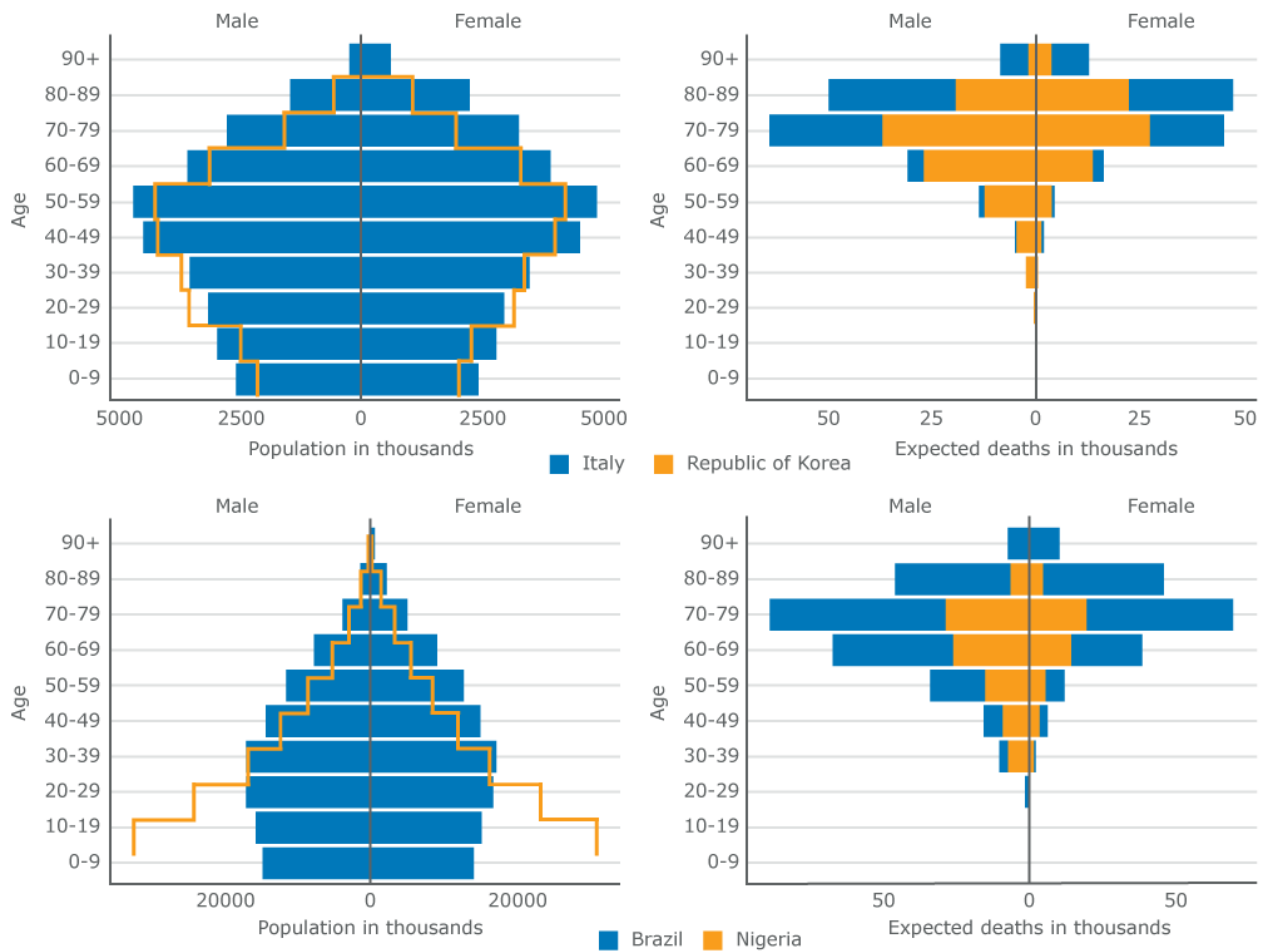 Male Female
90+
80-89
70-79
60-69
50-59
40-49
30-39
20-29
10-19
0-9
Age
5000 2500 0 2500 5000
Population in thousands
Male Female
90+
80-89
70-79
60-69
50-59
40-49
30-39
20-29
10-19
0-9
Age
50 25 0 25 50
Expected deaths in thousands
Italy Republic of Korea
Male Female
90+
80-89
70-79
60-69
50-59
40-49
30-39
20-29
10-19
0-9
Age
20000 0 20000
Population in thousands
Male Female
90+
80-89
70-79
60-69
50-59
40-49
30-39
20-29
10-19
0-9
Age
50 0 50
Expected deaths in thousands
Brazil Nigeria